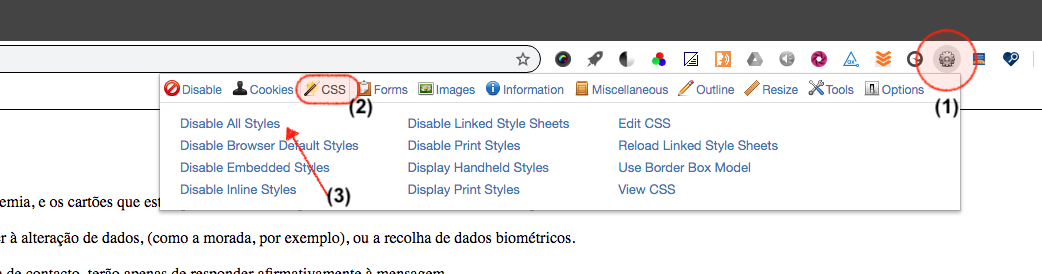 Disable Cookies CSS Forms Images Information Miscellaneous Outline Resize Tools Options
(2) (1)
Disable All Styles Disable Linked Style Sheets Edit CSS
Disable Browser Default Styles Disable Print Styles Reload Linked Style Sheets
Disable Embedded Styles Display Handheld Styles Use Border Box Model
Disable Inline Styles Display Print Styles View CSS
(3)
emia, e os cartões que
er à alteração de dados, (como a morada, por exemplo), ou a recolha de dados biométricos.
de contacto, terão apenas de responder afirmativamente à mensagem